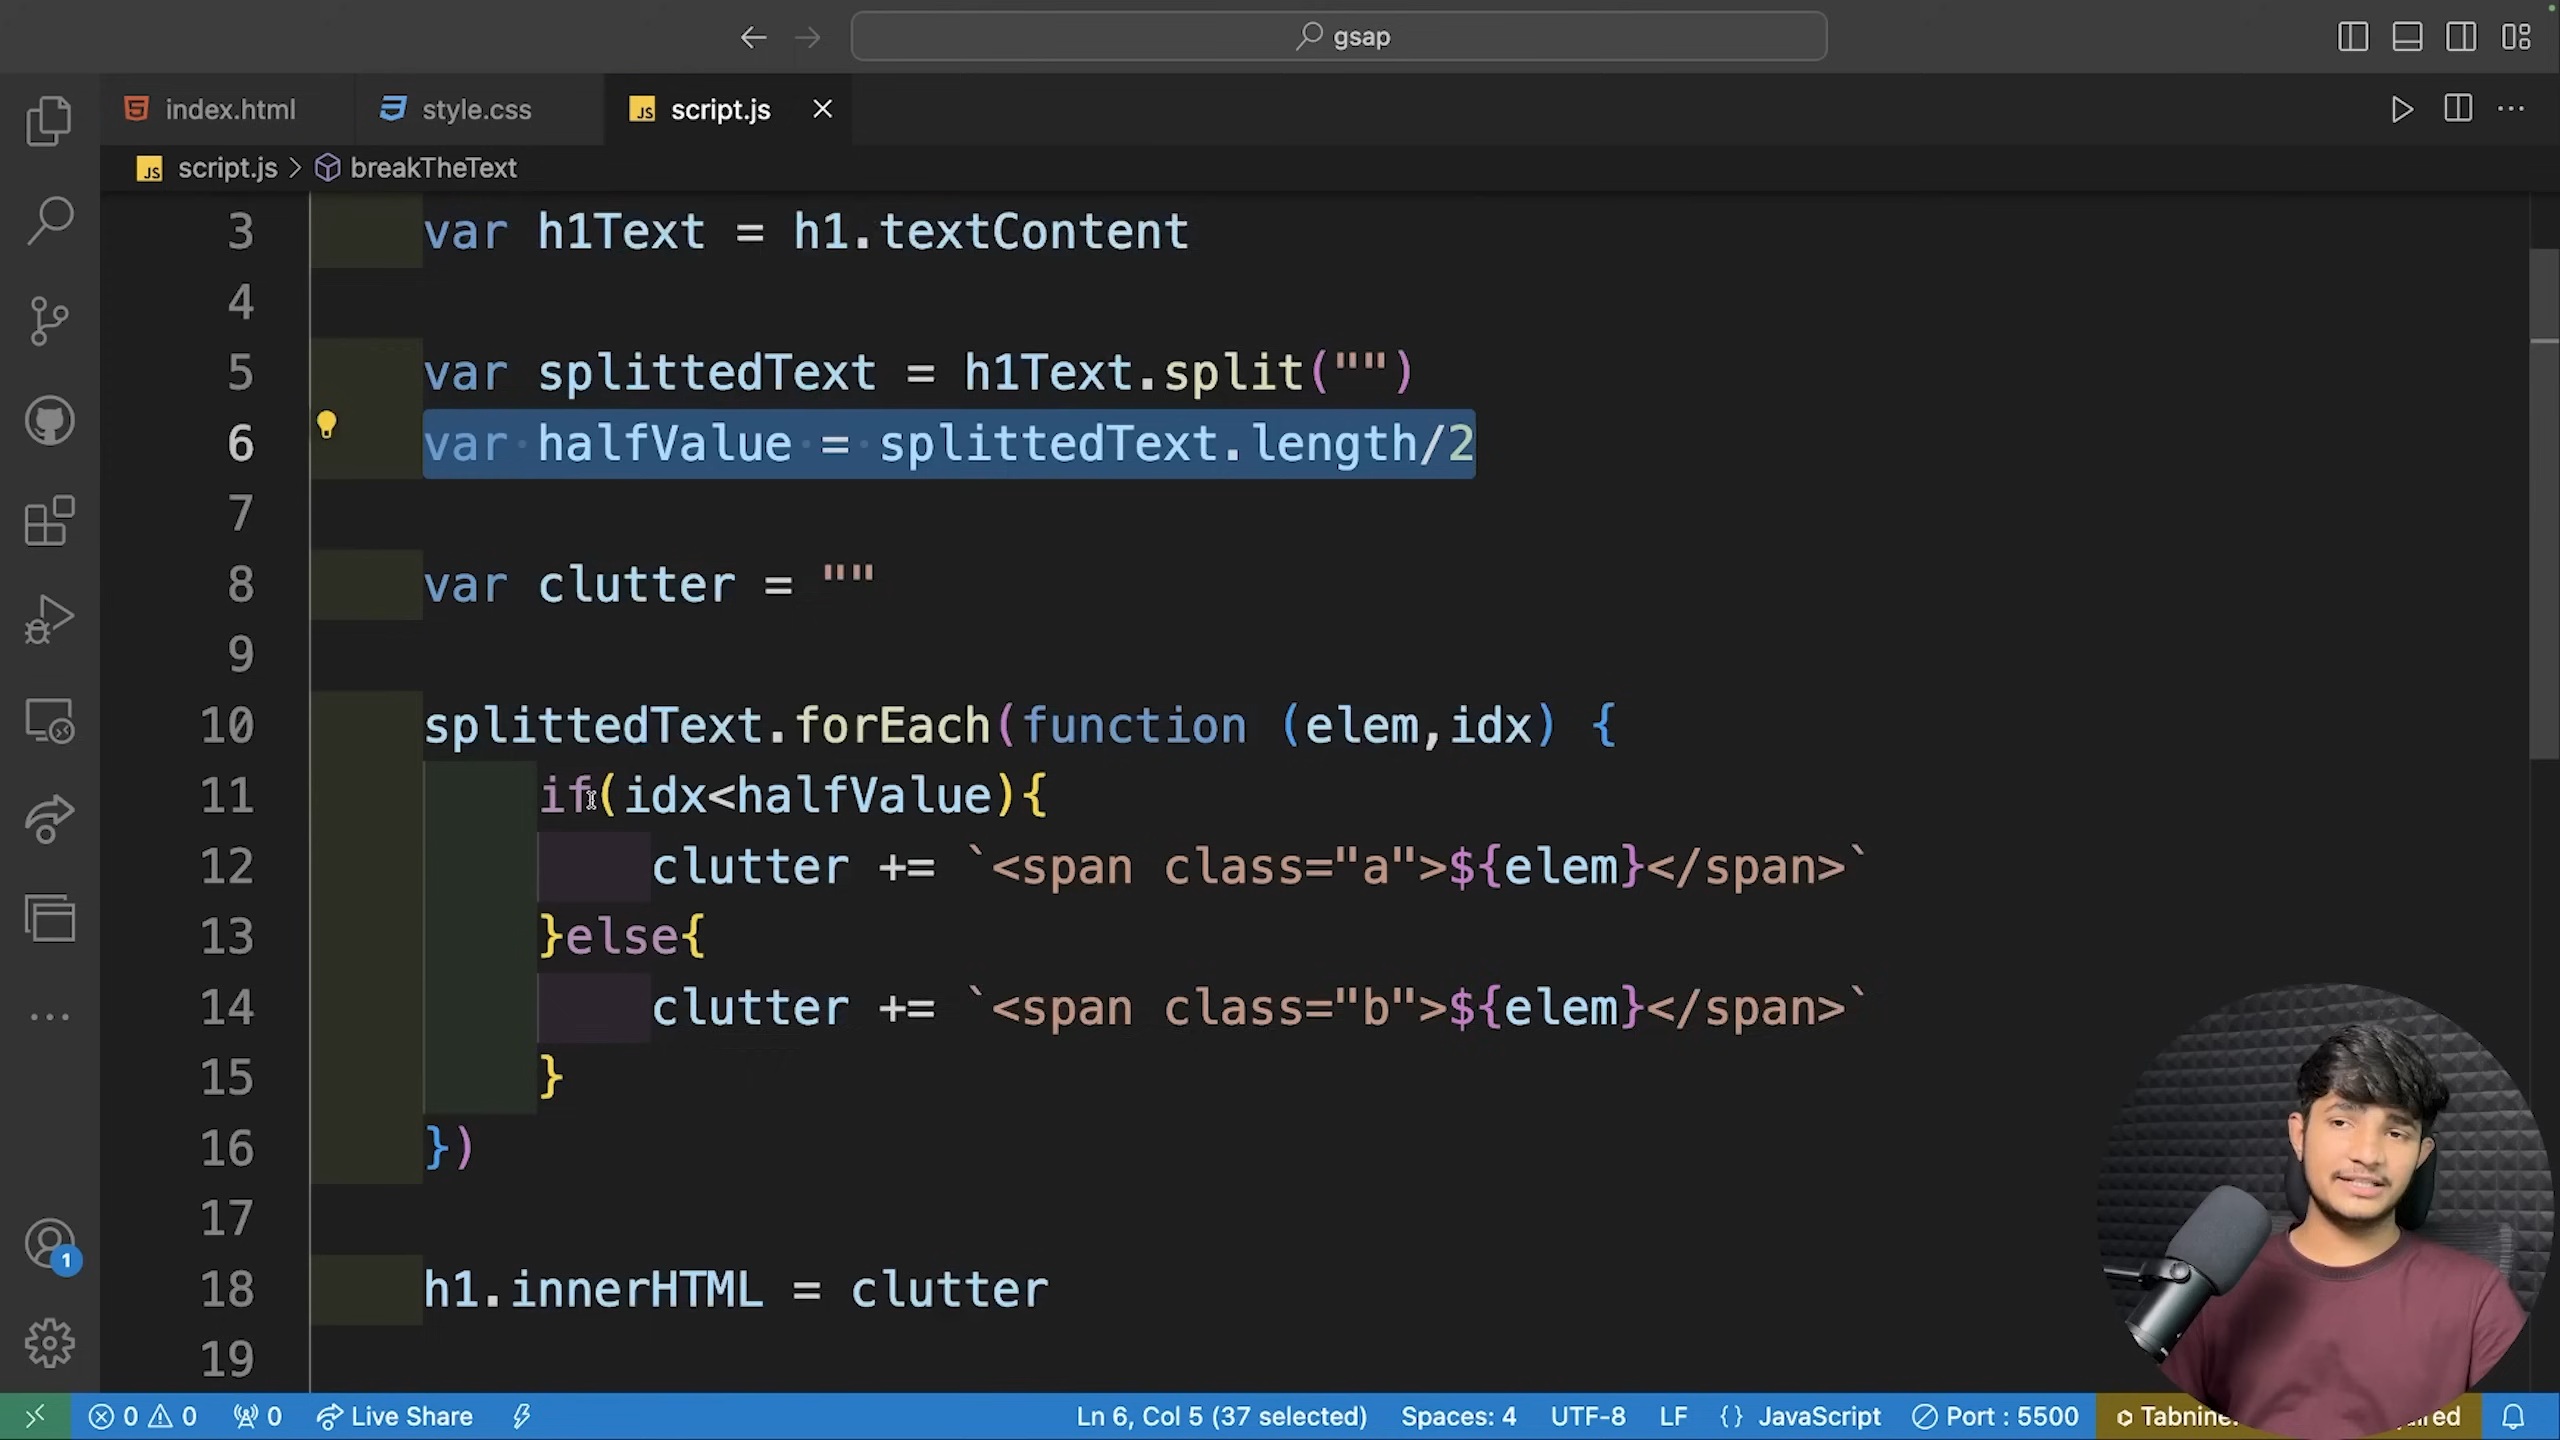 gsap
index.html
style.css
script.js
script.js > breakTheText
3 var h1Text = h1.textContent
4
5 var splittedText = h1Text.split("")
6 var halfValue = splittedText.length/2
7
8 var clutter = ""
9
10 splittedText.forEach(function (elem,idx) {
11 if(idx<halfValue){
12 clutter += `<span class="a">${elem}</span>`
13 }else{
14 clutter += `<span class="b">${elem}</span>`
15 }
16 })
17
18 h1.innerHTML = clutter
19
1
0 0 0 Live Share Ln 6, Col 5 (37 selected) Spaces: 4 UTF-8 LF {} JavaScript Port : 5500